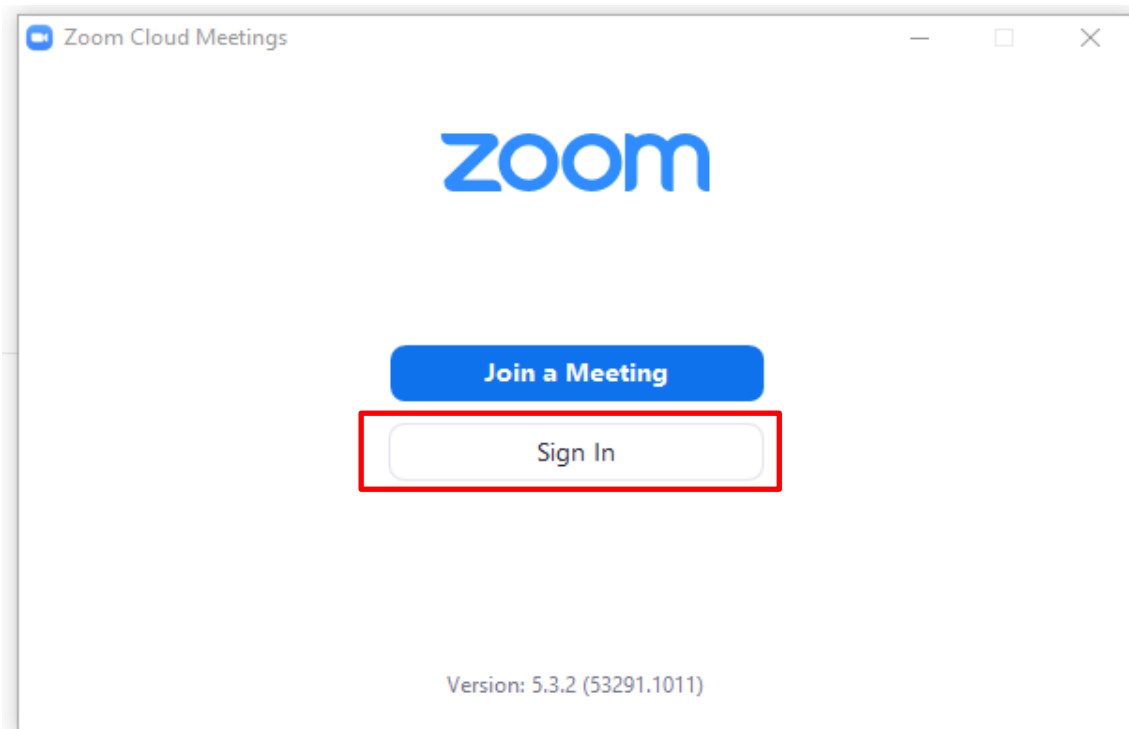 Zoom Cloud Meetings
zoom
Join a Meeting
Sign In
Version: 5.3.2 (53291.1011)